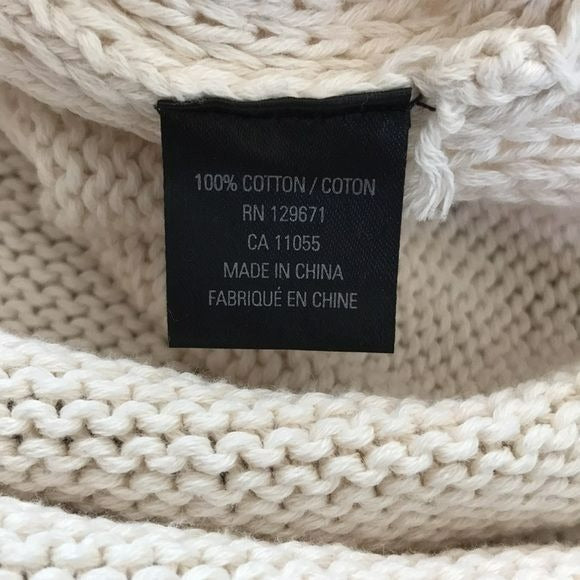 100% COTTON / COTON
RN 129671
CA 11055
MADE IN CHINA
FABRIQUÉ EN CHINE